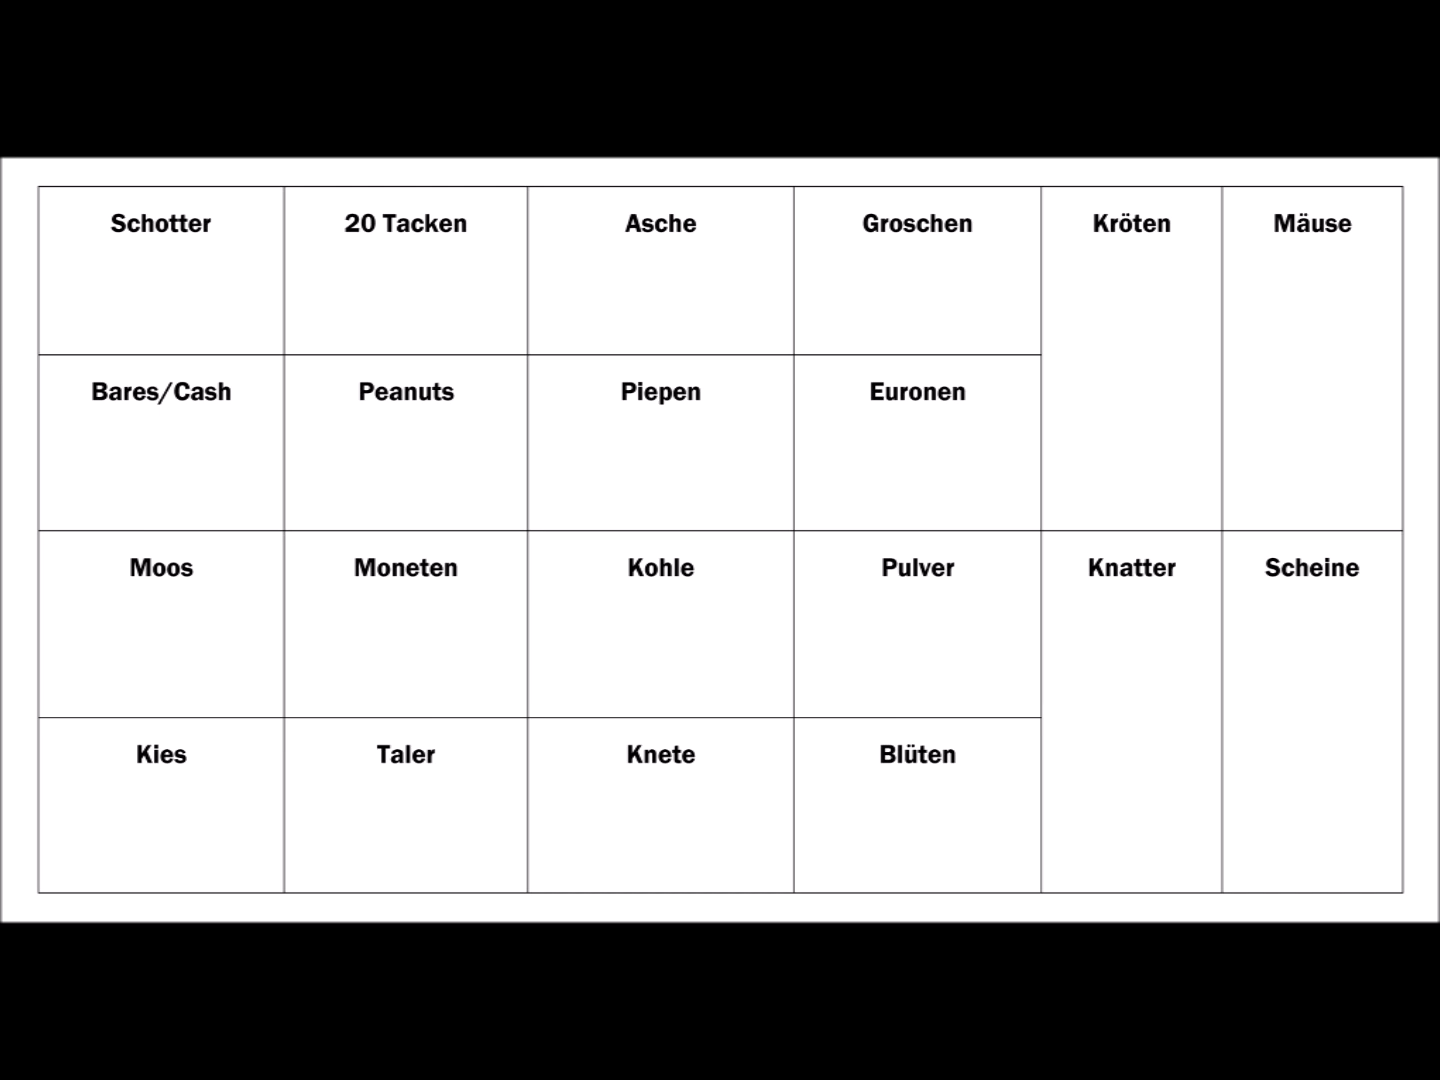 Schotter 20 Tacken Asche Groschen Kröten Mäuse
Bares/Cash Peanuts Piepen Euronen
Moos Moneten Kohle Pulver Knatter Scheine
Kies Taler Knete Blüten